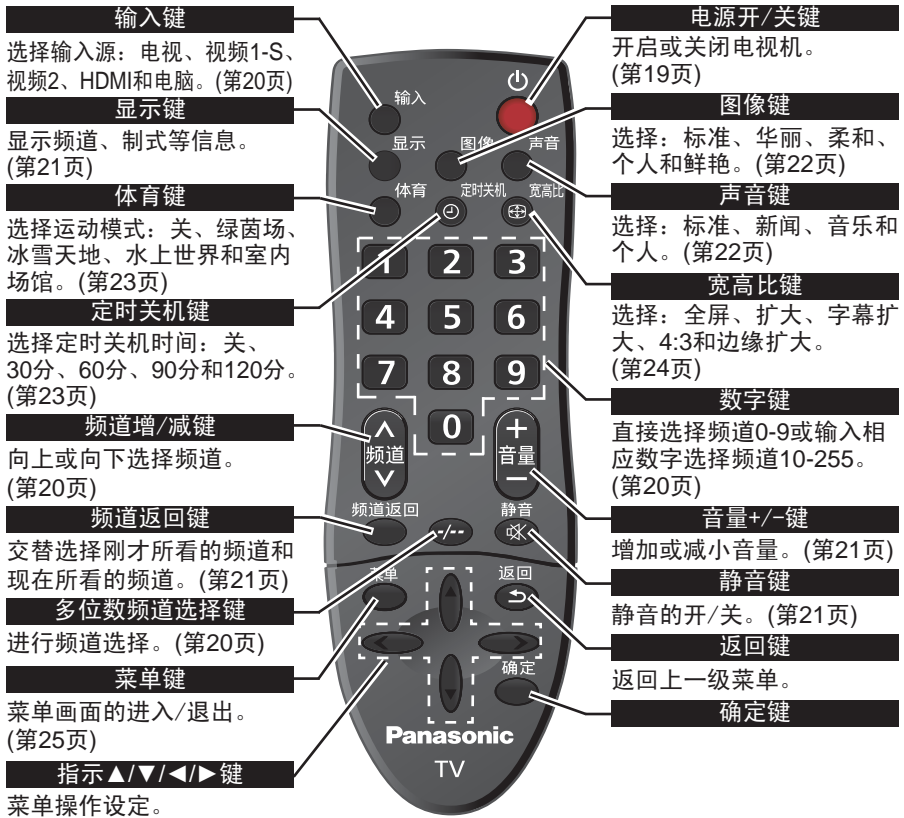 输入键
选择输入源：电视、视频1-S、
视频2、HDMI和电脑。(第20页)
显示键
显示频道、制式等信息。
(第21页)
体育键
选择运动模式：关、绿茵场、
冰雪天地、水上世界和室内
场馆。(第23页)
定时关机键
选择定时关机时间：关、
30分、60分、90分和120分。
(第23页)
频道增/减键
向上或向下选择频道。
(第20页)
频道返回键
交替选择刚才所看的频道和
现在所看的频道。(第21页)
多位数频道选择键
进行频道选择。(第20页)
菜单键
菜单画面的进入/退出。
(第25页)
指示▲/▼/◄/►键
菜单操作设定。
输入
显示 图像 声音
体育 定时关机 宽高比
1 2 3
4 5 6
7 8 9
0
频道
+
音量
−
频道返回 -/-- 静音
菜单 返回
确定
Panasonic
TV
电源开/关键
开启或关闭电视机。
(第19页)
图像键
选择：标准、华丽、柔和、
个人和鲜艳。(第22页)
声音键
选择：标准、新闻、音乐和
个人。(第22页)
宽高比键
选择：全屏、扩大、字幕扩
大、4:3和边缘扩大。
(第24页)
数字键
直接选择频道0-9或输入相
应数字选择频道10-255。
(第20页)
音量+/−键
增加或减小音量。(第21页)
静音键
静音的开/关。(第21页)
返回键
返回上一级菜单。
确定键